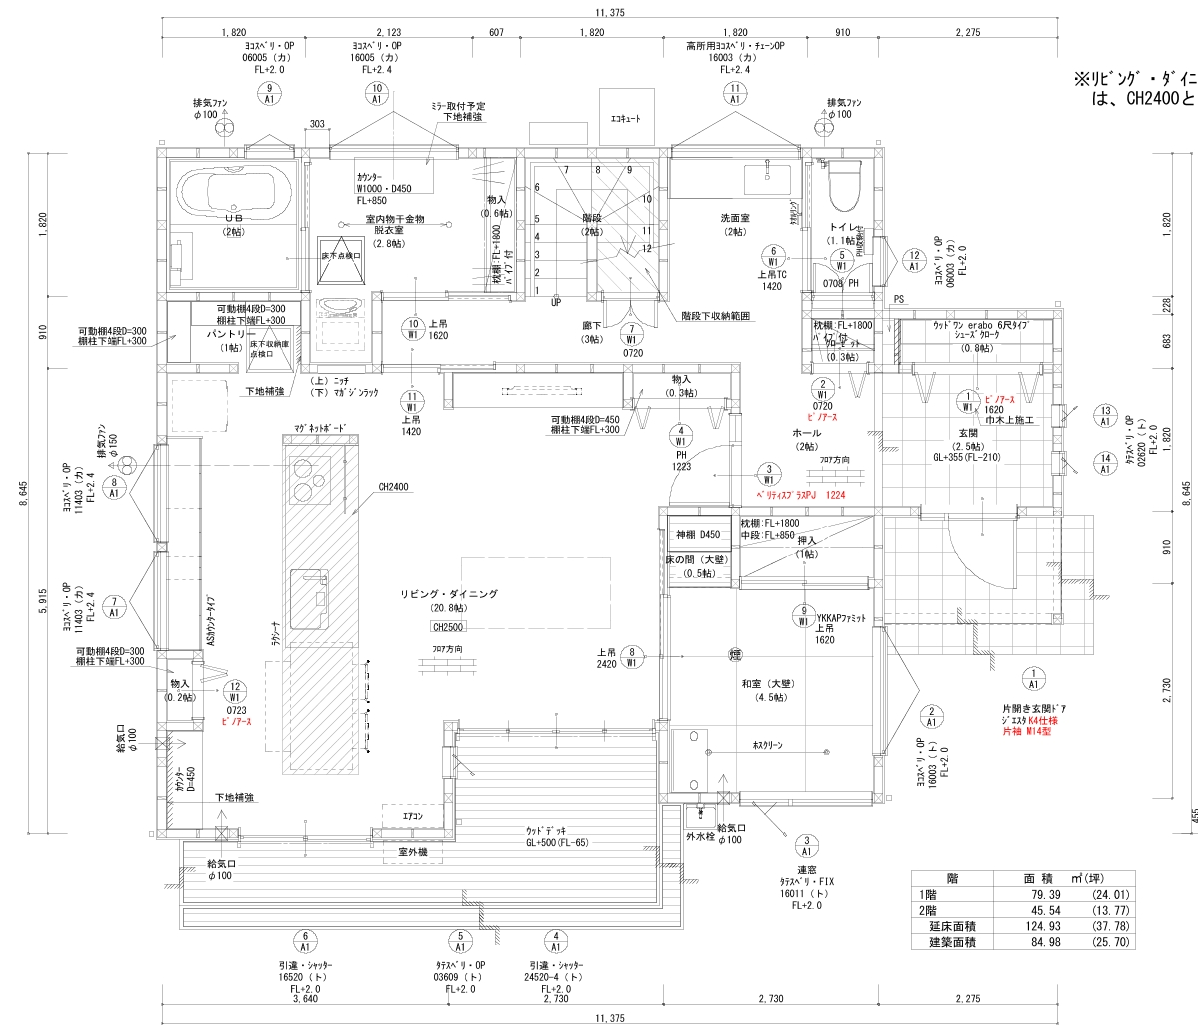 11,375
1,820
2,123
607
1,820
1,820
910
2,275
ﾖｺｽﾍﾞﾘ・OP
06005 (カ)
FL+2.0
9
A1
ﾖｺｽﾍﾞﾘ・OP
16005 (カ)
FL+2.4
10
A1
高所用ﾖｺｽﾍﾞﾘ・ﾁｪｰﾝOP
16003 (カ)
FL+2.4
11
A1
※ﾘﾋﾞﾝｸﾞ・ﾀﾞｲﾆ
は、CH2400と
排気ファン
φ100
303
ﾐﾗｰ取付予定
下地補強
ｴｺｷｭｰﾄ
排気ファン
φ100
ｶｳﾝﾀｰ
W1000・D450
FL+850
UB
(2帖)
室内物干金物
脱衣室
(2.8帖)
床下点検口
物入
(0.6帖)
枕棚:FL+1800
ﾊﾟｲﾌﾟ付
7
8
9
6
10
5
11
4
12
3
2
1
階段
(2帖)
UP
洗面室
(2帖)
ﾀｵﾙﾘﾝｸﾞ
トイレ
(1.1帖)
PH収納付
6
W1
上吊TC
1420
5
W1
0708 PH
12
A1
ﾖｺｽﾍﾞﾘ・OP
06003 (カ)
FL+2.0
1,820
910
8,645
5,915
1,820
228
683
1,820
910
2,730
8,645
455
可動棚4段D=300
棚柱下端FL+300
可動棚4段D=300
棚柱下端FL+300
パントリー
(1帖)
床下収納庫
点検口
下地補強
10
W1
上吊
1620
廊下
(3帖)
7
W1
0720
階段下収納範囲
PS
枕棚:FL+1800
ﾊﾟｲﾌﾟ付
ｸﾛｰｾﾞｯﾄ
(0.3帖)
ｳｯﾄﾞﾜﾝ erabo 6尺ﾀｲﾌﾟ
ｼｭｰｽﾞｸﾛｰｸ
(0.8帖)
(上) ﾆｯﾁ
(下) ﾏｶﾞｼﾞﾝﾗｯｸ
11
W1
上吊
1420
物入
(0.3帖)
可動棚4段D=450
棚柱下端FL+300
4
W1
PH
1223
2
W1
0720
ﾋﾟﾉｱｰｽ
1
W1
ﾋﾟﾉｱｰｽ
1620
巾木上施工
玄関
(2.5帖)
GL+355(FL-210)
13
A1
14
A1
ﾀﾃｽﾍﾞﾘ・OP
02620 (ト)
FL+2.0
ホール
(2帖)
ﾌﾛｱ方向
3
W1
ﾍﾞﾘﾃｨｽﾌﾟﾗｽPJ 1224
排気ファン
φ150
ﾏｸﾞﾈｯﾄﾎﾞｰﾄﾞ
CH2400
ﾖｺｽﾍﾞﾘ・OP
11403 (カ)
FL+2.4
8
A1
ﾖｺｽﾍﾞﾘ・OP
11403 (カ)
FL+2.4
7
A1
ASｶｳﾝﾀｰﾀｲﾌﾟ
ﾗｸｼｰﾅ
リビング・ダイニング
(20.8帖)
CH2500
ﾌﾛｱ方向
神棚 D450
床の間 (大壁)
(0.5帖)
枕棚:FL+1800
中段:FL+850
押入
(1帖)
9
W1
YKKAPﾌｧﾐｯﾄ
上吊
1620
上吊
2420
8
W1
煙
和室 (大壁)
(4.5帖)
ﾎｽｸﾘｰﾝ
可動棚4段D=300
棚柱下端FL+300
物入
(0.2帖)
12
W1
0723
ﾋﾟﾉｱｰｽ
給気口
φ100
ｶｳﾝﾀｰ
D=450
下地補強
給気口
φ100
ｴｱｺﾝ
室外機
ｳｯﾄﾞﾃﾞｯｷ
GL+500(FL-65)
外水栓
給気口
φ100
1
A1
片開き玄関ﾄﾞｱ
ｼﾞｴｽﾀ K4仕様
片袖 M14型
2
A1
ﾖｺｽﾍﾞﾘ・OP
16003 (ト)
FL+2.0
3
A1
連窓
ﾀﾃｽﾍﾞﾘ・FIX
16011 (ト)
FL+2.0
階 面 積 ㎡(坪)
1階 79.39 (24.01)
2階 45.54 (13.77)
延床面積 124.93 (37.78)
建築面積 84.98 (25.70)
6
A1
引違・ｼｬｯﾀｰ
16520 (ト)
FL+2.0
5
A1
ﾀﾃｽﾍﾞﾘ・OP
03609 (ト)
FL+2.0
4
A1
引違・ｼｬｯﾀｰ
24520-4 (ト)
FL+2.0
3,640
2,730
2,730
2,275
11,375